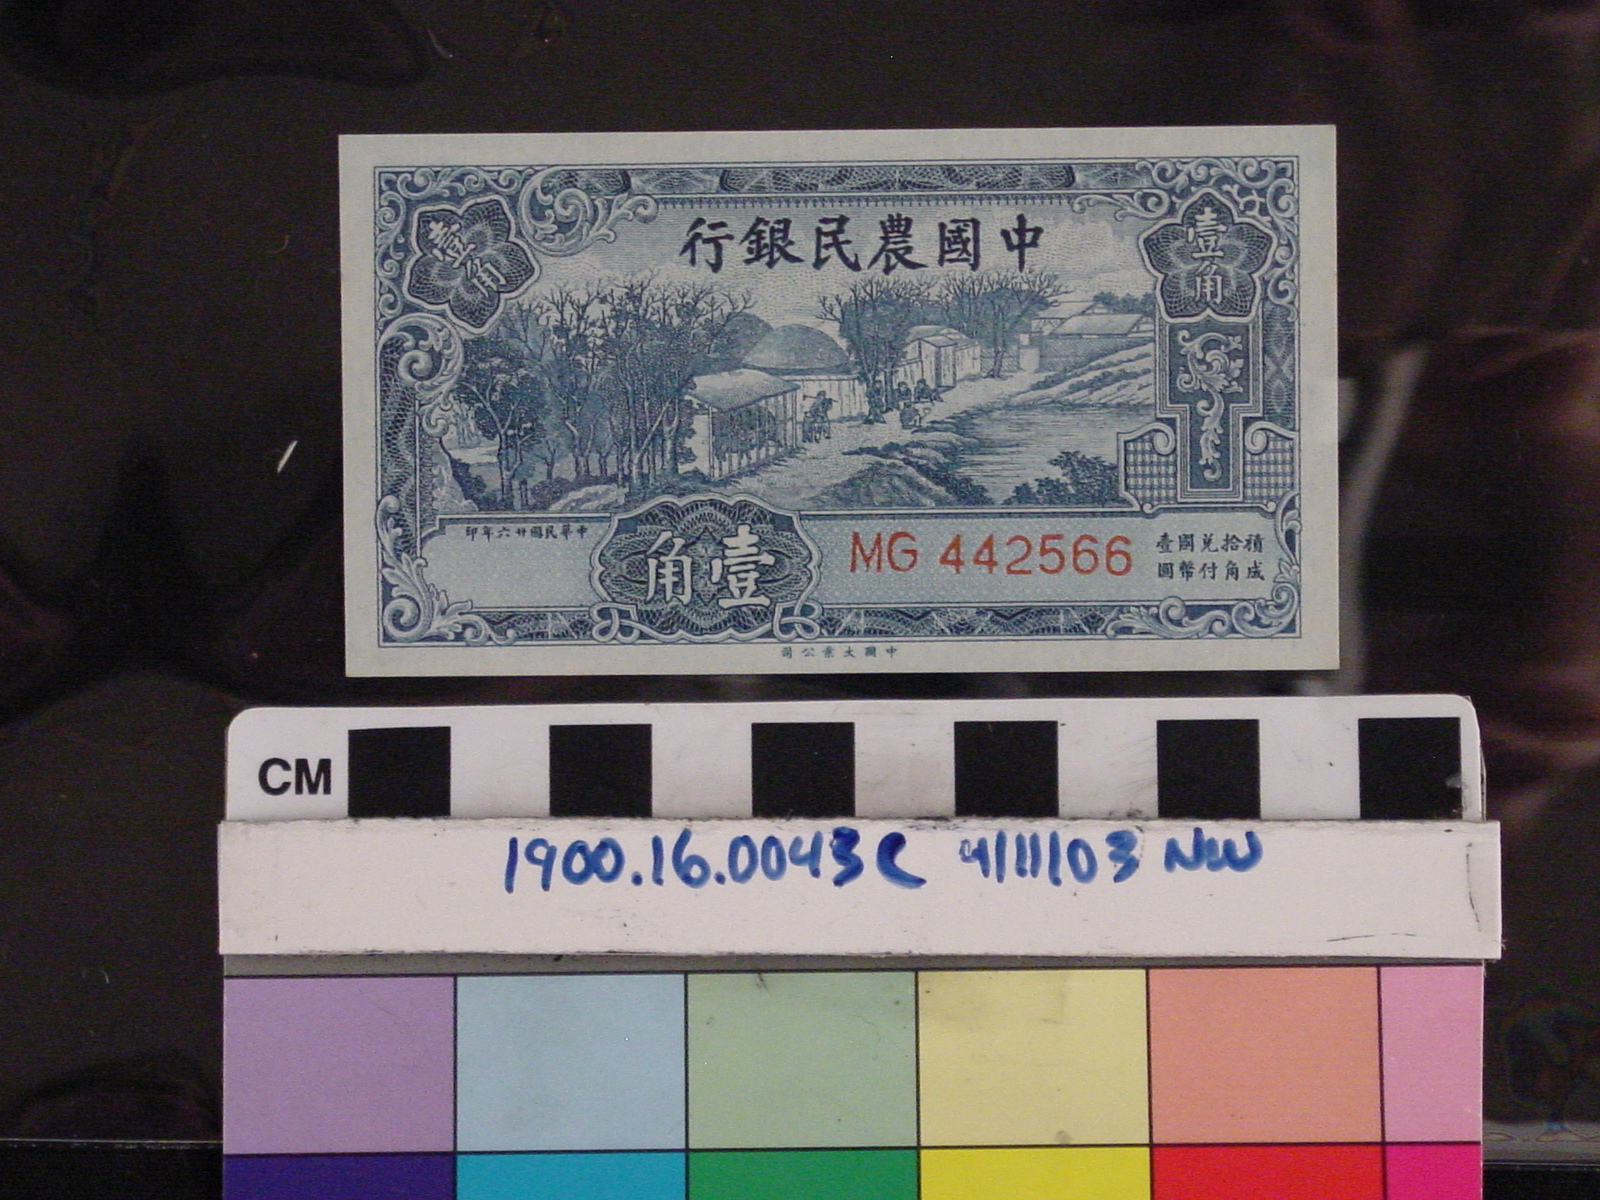 中國農民銀行
壹角
壹角
中華民國廿六年印
壹角
MG 442566
積成拾角兌付國幣壹圓
中國大業公司
CM
1900.16.0043C 4/11/03 NW